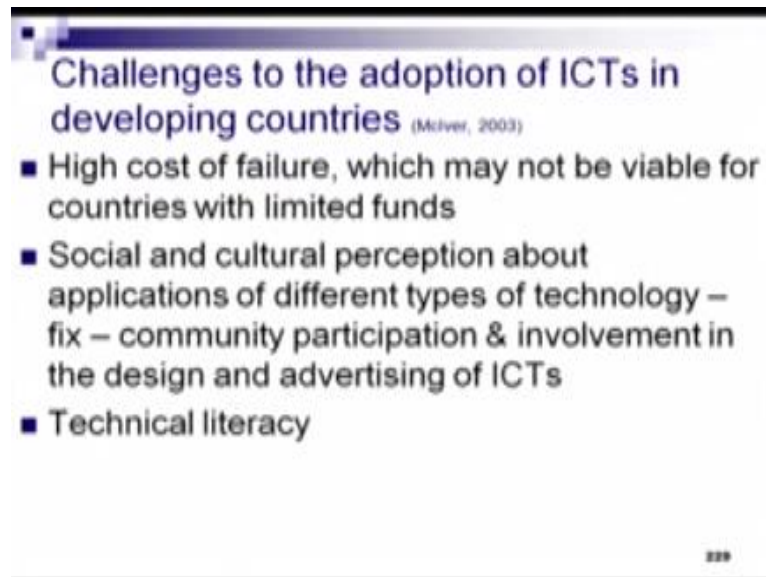 Challenges to the adoption of ICTs in
developing countries (McIver, 2003)
■ High cost of failure, which may not be viable for
countries with limited funds
■ Social and cultural perception about
applications of different types of technology –
fix – community participation & involvement in
the design and advertising of ICTs
■ Technical literacy
229